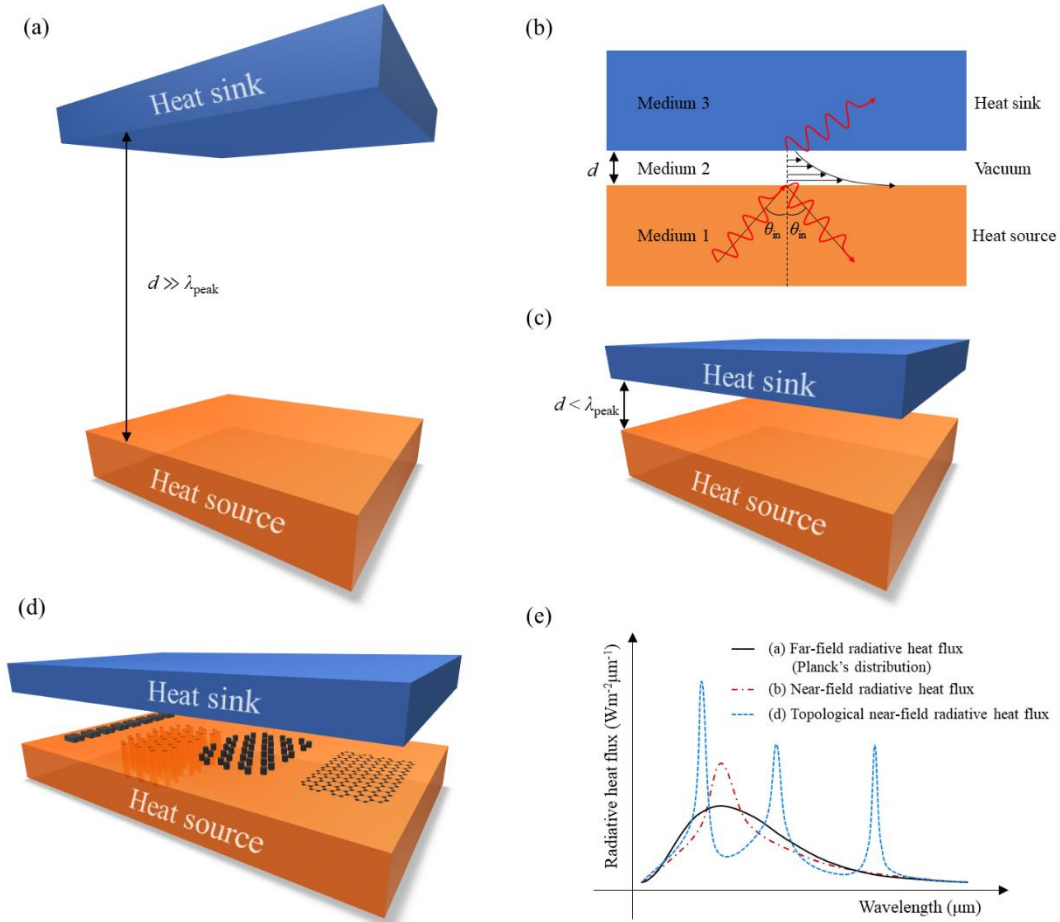 (a)
Heat sink
d ≫ λpeak
Heat source
(b)
Medium 3
Heat sink
d
Medium 2
Vacuum
Medium 1
θin
θin
Heat source
(c)
Heat sink
d < λpeak
Heat source
(d)
Heat sink
Heat source
(e)
Radiative heat flux (Wm-2μm-1)
(a) Far-field radiative heat flux
(Planck's distribution)
(b) Near-field radiative heat flux
(d) Topological near-field radiative heat flux
Wavelength (μm)